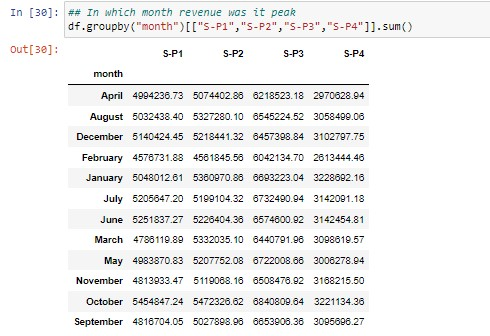 In [30]: ## In which month revenue was it peak
df.groupby("month")[["S-P1","S-P2","S-P3","S-P4"]].sum()
Out[30]:
S-P1 S-P2 S-P3 S-P4
month
April 4994236.73 5074402.86 6218523.18 2970628.94
August 5032438.40 5327280.10 6545224.52 3058499.06
December 5140424.45 5218441.32 6457398.84 3102797.75
February 4576731.88 4561845.56 6042134.70 2613444.46
January 5048012.61 5360970.86 6693223.04 3228692.16
July 5205647.20 5199104.32 6732490.94 3142091.18
June 5251837.27 5226404.36 6574600.92 3142454.81
March 4786119.89 5332035.10 6440791.96 3098619.57
May 4983870.83 5207752.08 6722008.66 3006278.94
November 4813933.47 5119068.16 6508476.92 3168215.50
October 5454847.24 5472326.62 6840809.64 3221134.36
September 4816704.05 5027898.96 6653906.36 3095696.27